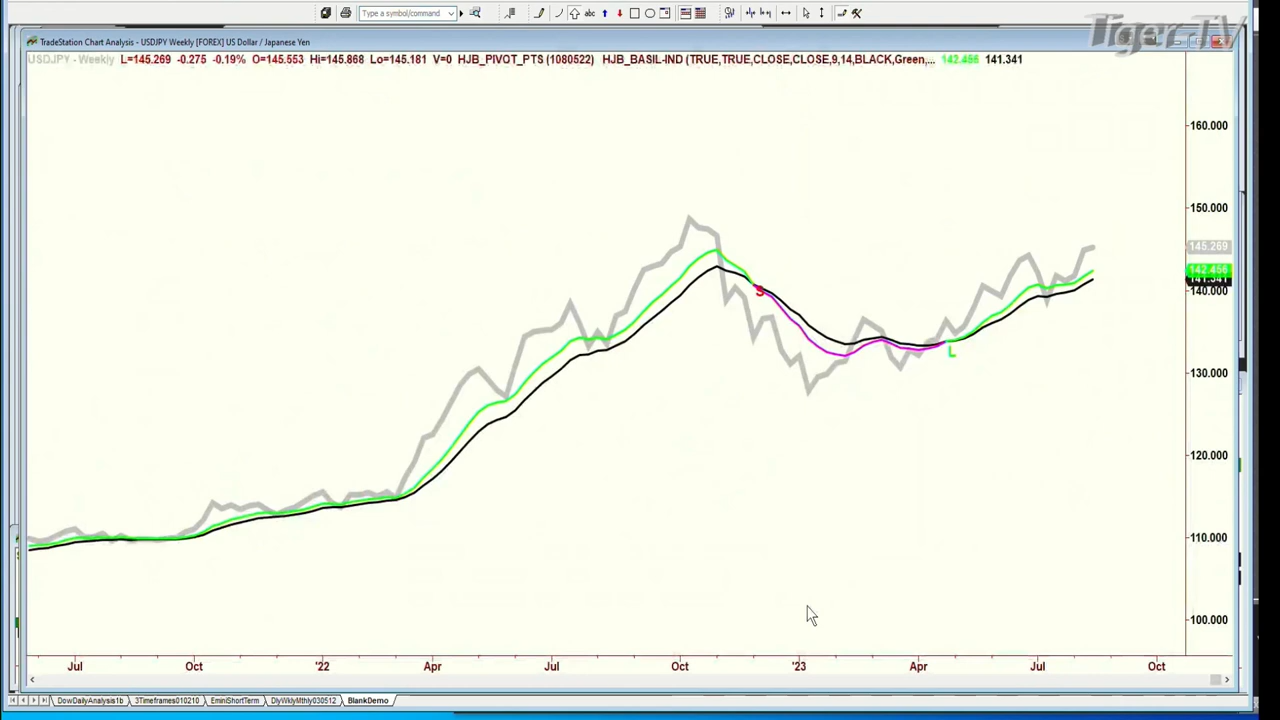 Type a symbol/command
abc
Tiger TV
TradeStation Chart Analysis - USDJPY Weekly [FOREX] US Dollar / Japanese Yen
USDJPY - Weekly L=145.269 -0.275 -0.19% O=145.553 Hi=145.868 Lo=145.181 V=0 HJB_PIVOT_PTS (1080522) HJB_BASIL-IND (TRUE,TRUE,CLOSE,CLOSE,9,14,BLACK,Green,... 142.456 141.341
160.000
150.000
145.269
142.456
141.341
140.000
S
L
130.000
120.000
110.000
100.000
Jul Oct '22 Apr Jul Oct '23 Apr Jul Oct
DowDailyAnalysis1b 3Timeframes010210 EminiShortTerm DlyWklyMthly030512 BlankDemo